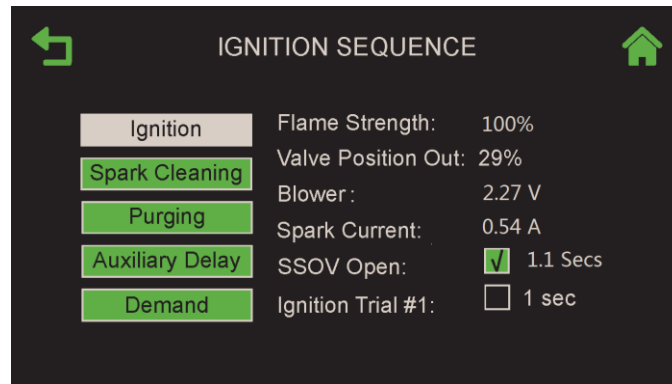 IGNITION SEQUENCE
Ignition
Spark Cleaning
Purging
Auxiliary Delay
Demand
Flame Strength: 100%
Valve Position Out: 29%
Blower : 2.27 V
Spark Current: 0.54 A
SSOV Open: √ 1.1 Secs
Ignition Trial #1: 1 sec